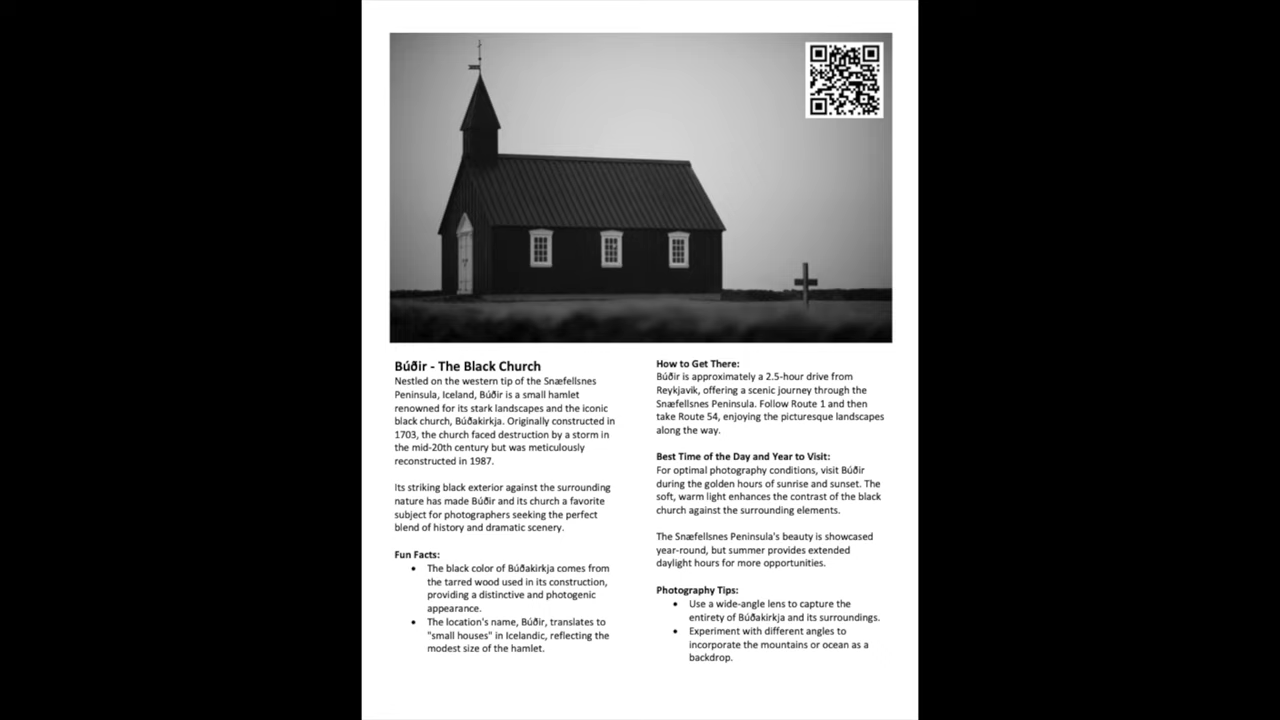 Búðir - The Black Church
Nestled on the western tip of the Snæfellsnes
Peninsula, Iceland, Búðir is a small hamlet
renowned for its stark landscapes and the iconic
black church, Búðakirkja. Originally constructed in
1703, the church faced destruction by a storm in
the mid-20th century but was meticulously
reconstructed in 1987.
Its striking black exterior against the surrounding
nature has made Búðir and its church a favorite
subject for photographers seeking the perfect
blend of history and dramatic scenery.
Fun Facts:
• The black color of Búðakirkja comes from
the tarred wood used in its construction,
providing a distinctive and photogenic
appearance.
• The location's name, Búðir, translates to
"small houses" in Icelandic, reflecting the
modest size of the hamlet.
How to Get There:
Búðir is approximately a 2.5-hour drive from
Reykjavik, offering a scenic journey through the
Snæfellsnes Peninsula. Follow Route 1 and then
take Route 54, enjoying the picturesque landscapes
along the way.
Best Time of the Day and Year to Visit:
For optimal photography conditions, visit Búðir
during the golden hours of sunrise and sunset. The
soft, warm light enhances the contrast of the black
church against the surrounding elements.
The Snæfellsnes Peninsula's beauty is showcased
year-round, but summer provides extended
daylight hours for more opportunities.
Photography Tips:
• Use a wide-angle lens to capture the
entirety of Búðakirkja and its surroundings.
• Experiment with different angles to
incorporate the mountains or ocean as a
backdrop.